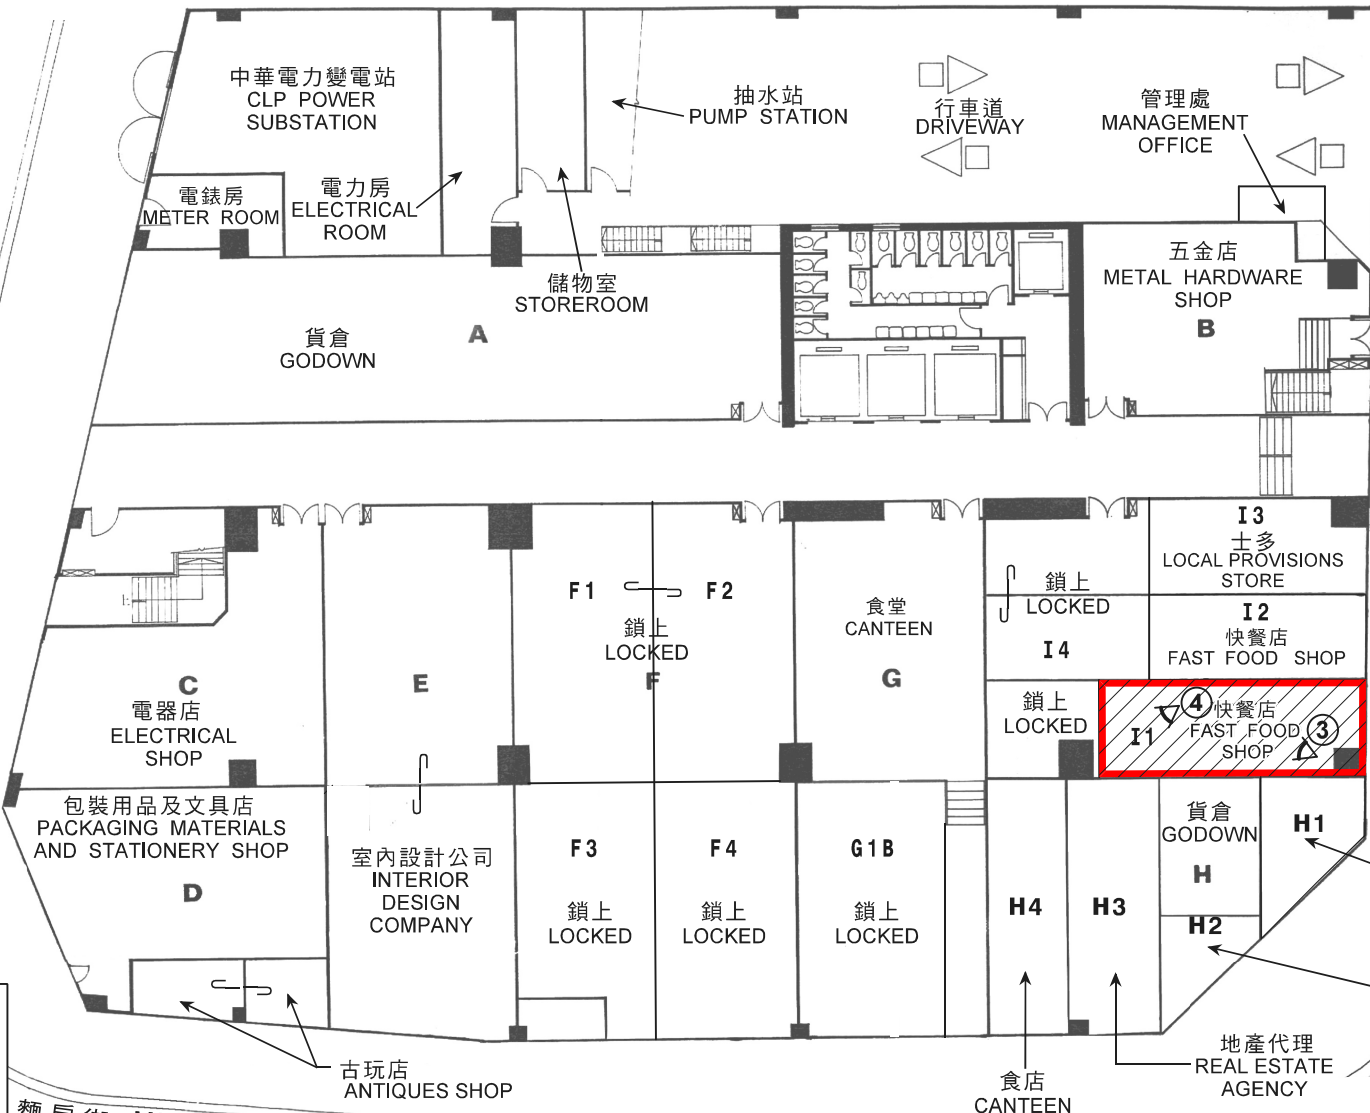 中華電力變電站
CLP POWER
SUBSTATION
抽水站
PUMP STATION
行車道
DRIVEWAY
管理處
MANAGEMENT
OFFICE
電錶房
METER ROOM
電力房
ELECTRICAL
ROOM
儲物室
STOREROOM
五金店
METAL HARDWARE
SHOP
B
貨倉
GODOWN
A
I3
士多
LOCAL PROVISIONS
STORE
F1
F2
鎖上
LOCKED
F
食堂
CANTEEN
G
鎖上
LOCKED
I4
I2
快餐店
FAST FOOD SHOP
C
電器店
ELECTRICAL
SHOP
E
鎖上
LOCKED
I1
4
快餐店
FAST FOOD
SHOP
3
包裝用品及文具店
PACKAGING MATERIALS
AND STATIONERY SHOP
D
室內設計公司
INTERIOR
DESIGN
COMPANY
F3
鎖上
LOCKED
F4
鎖上
LOCKED
G1B
鎖上
LOCKED
H4
H3
貨倉
GODOWN
H
H1
H2
古玩店
ANTIQUES SHOP
食店
CANTEEN
地產代理
REAL ESTATE
AGENCY